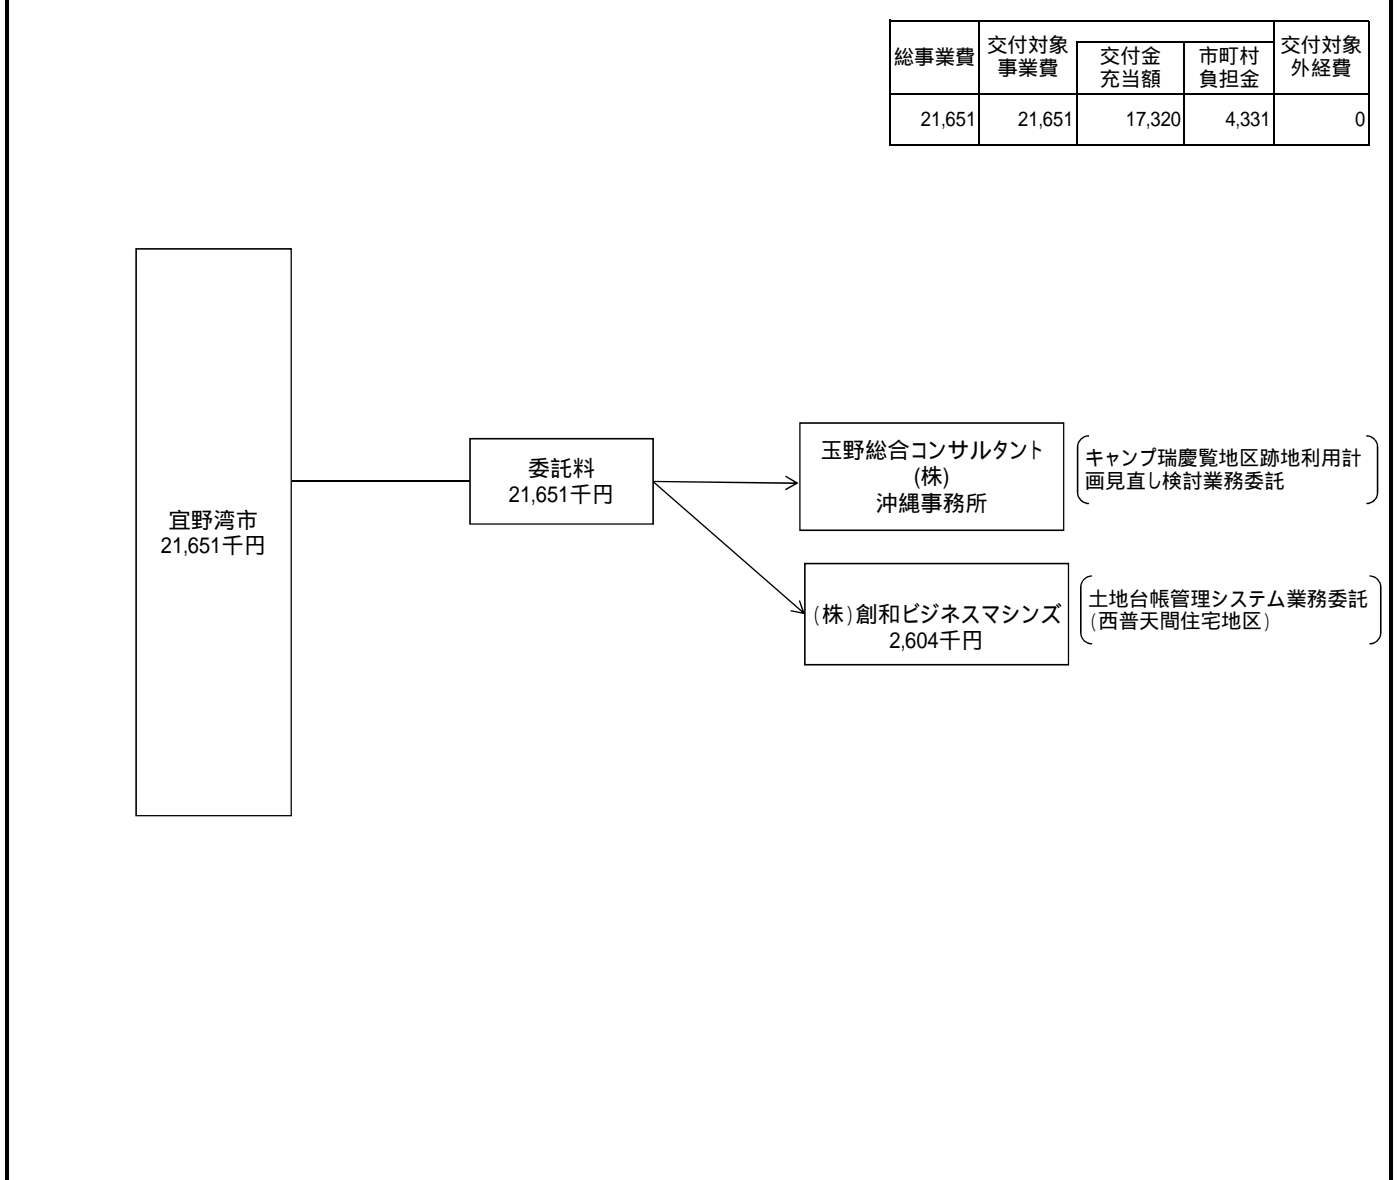 総事業費
交付対象
事業費
交付金
充当額
市町村
負担金
交付対象
外経費
21,651
21,651
17,320
4,331
0
宜野湾市
21,651千円
委託料
21,651千円
玉野総合コンサルタント
(株)
沖縄事務所
キャンプ瑞慶覧地区跡地利用計
画見直し検討業務委託
(株)創和ビジネスマシンズ
2,604千円
土地台帳管理システム業務委託
(西普天間住宅地区)